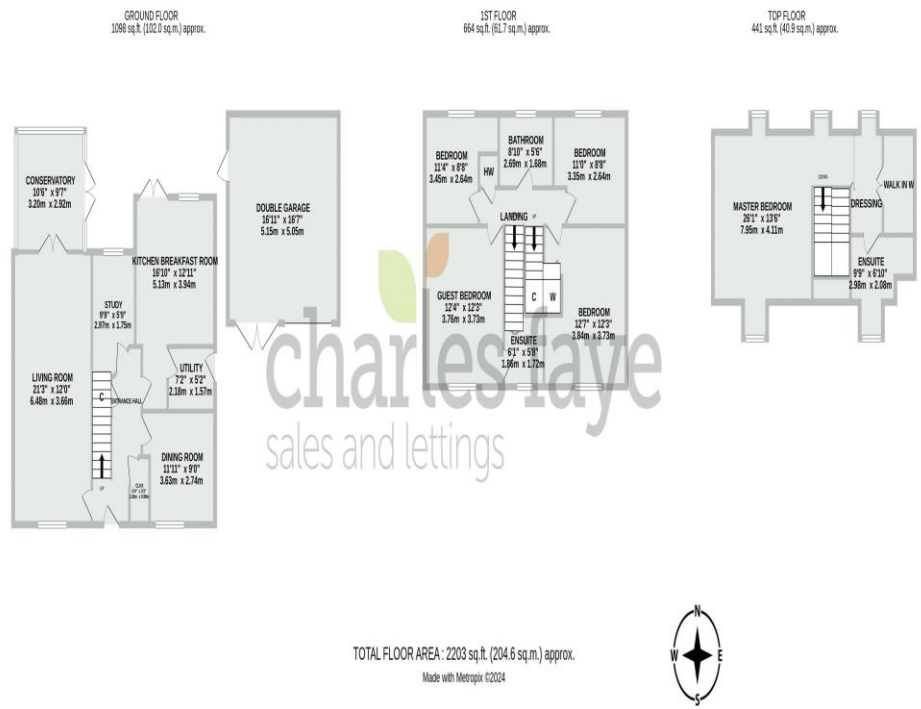 GROUND FLOOR
1098 sq.ft. (102.0 sq.m.) approx.
1ST FLOOR
664 sq.ft. (61.7 sq.m.) approx.
TOP FLOOR
441 sq.ft. (40.9 sq.m.) approx.
CONSERVATORY
10'6" x 9'7"
3.20m x 2.92m
DOUBLE GARAGE
16'11" x 16'7"
5.15m x 5.05m
KITCHEN BREAKFAST ROOM
16'10" x 12'11"
5.13m x 3.94m
STUDY
9'9" x 5'9"
2.97m x 1.75m
LIVING ROOM
21'3" x 12'0"
6.48m x 3.66m
C
ENTRANCE HALL
UTILITY
7'2" x 5'2"
2.18m x 1.57m
DINING ROOM
11'11" x 9'0"
3.63m x 2.74m
UP
BEDROOM
11'4" x 8'8"
3.45m x 2.64m
BATHROOM
8'10" x 5'6"
2.69m x 1.68m
BEDROOM
11'0" x 8'8"
3.35m x 2.64m
HW
LANDING
UP
GUEST BEDROOM
12'4" x 12'3"
3.76m x 3.73m
C
W
BEDROOM
12'7" x 12'3"
3.84m x 3.73m
ENSUITE
6'1" x 5'8"
1.86m x 1.72m
MASTER BEDROOM
26'1" x 13'6"
7.95m x 4.11m
DOWN
DRESSING
WALK IN W
ENSUITE
9'9" x 6'10"
2.98m x 2.08m
charles faye
sales and lettings
TOTAL FLOOR AREA : 2203 sq.ft. (204.6 sq.m.) approx.
Made with Metropix ©2024
N
W
E
S